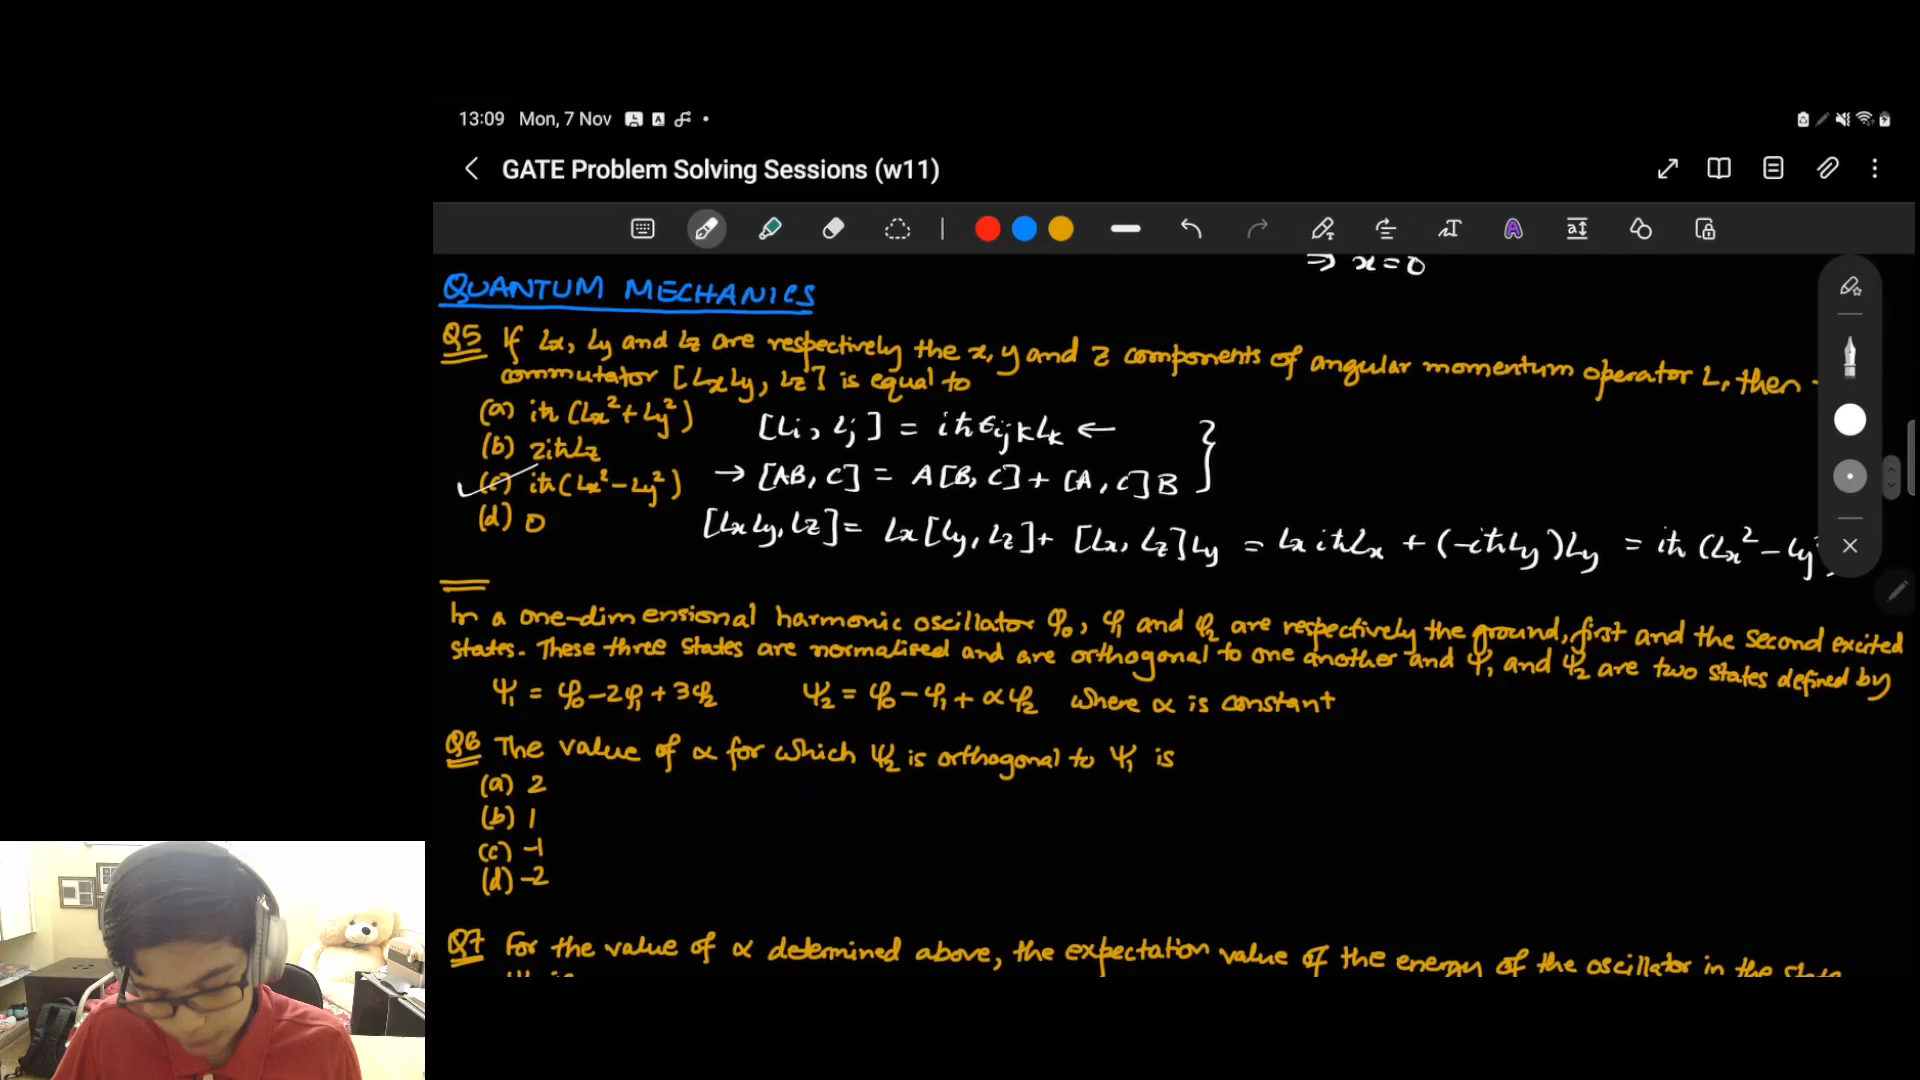 13:09 Mon, 7 Nov
GATE Problem Solving Sessions (w11)
⇒ x=0
QUANTUM MECHANICS
Q5 If Lx, Ly and Lz are respectively the x, y and z components of angular momentum operator L, then
commutator [LxLy, Lz] is equal to
(a) iħ (Lx² + Ly²)
(b) 2iħLz
(c) iħ(Lx² - Ly²)
(d) 0
[Li, Lj] = iħ ϵijk Lk ←
→ [AB, C] = A[B, C] + [A, C]B
[LxLy, Lz] = Lx[Ly, Lz] + [Lx, Lz]Ly = Lx iħLx + (-iħLy)Ly = iħ (Lx² - Ly²
In a one-dimensional harmonic oscillator φ₀, φ₁ and φ₂ are respectively the ground, first and the second excited
states. These three states are normalised and are orthogonal to one another and ψ₁ and ψ₂ are two states defined by
ψ₁ = φ₀ - 2φ₁ + 3φ₂ ψ₂ = φ₀ - φ₁ + αφ₂ where α is constant
Q6 The value of α for which ψ₂ is orthogonal to ψ₁ is
(a) 2
(b) 1
(c) -1
(d) -2
Q7 For the value of α determined above, the expectation value of the energy of the oscillator in the state